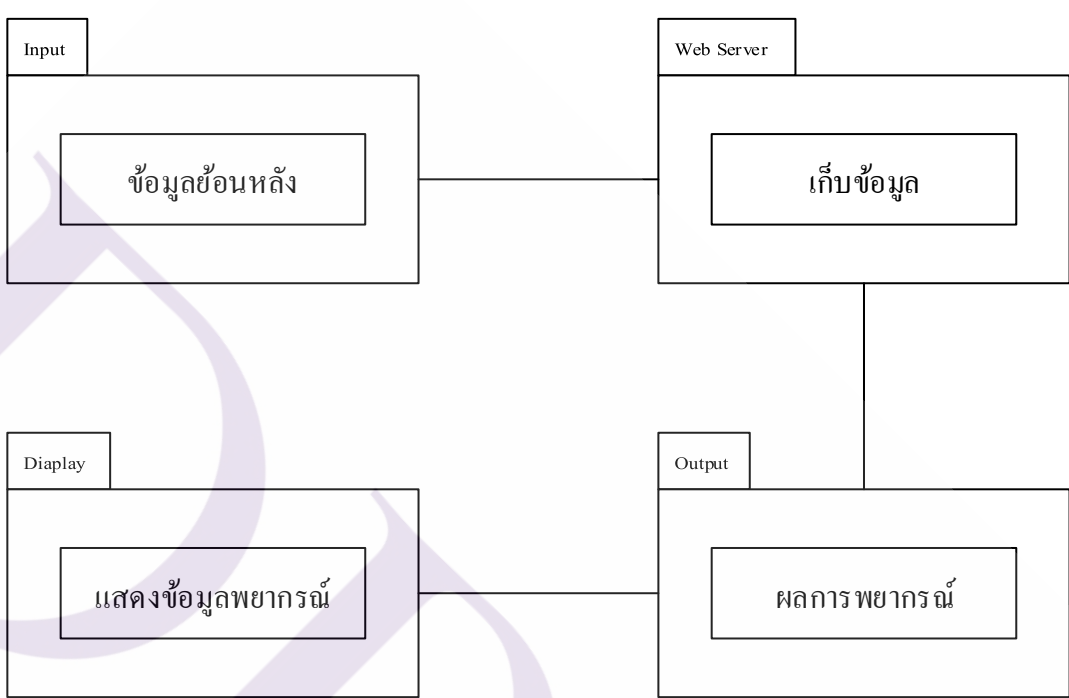 Input
Web Server
ข้อมูลย้อนหลัง
เก็บข้อมูล
Diaplay
Output
แสดงข้อมูลพยากรณ์
ผลการพยากรณ์